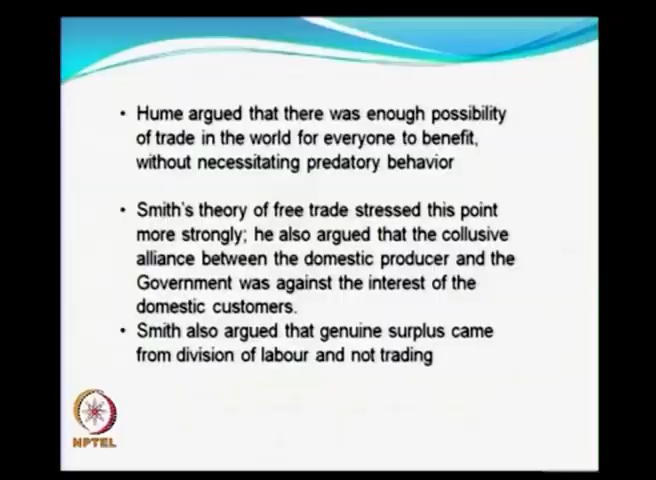 • Hume argued that there was enough possibility
of trade in the world for everyone to benefit,
without necessitating predatory behavior
• Smith's theory of free trade stressed this point
more strongly; he also argued that the collusive
alliance between the domestic producer and the
Government was against the interest of the
domestic customers.
• Smith also argued that genuine surplus came
from division of labour and not trading
NPTEL